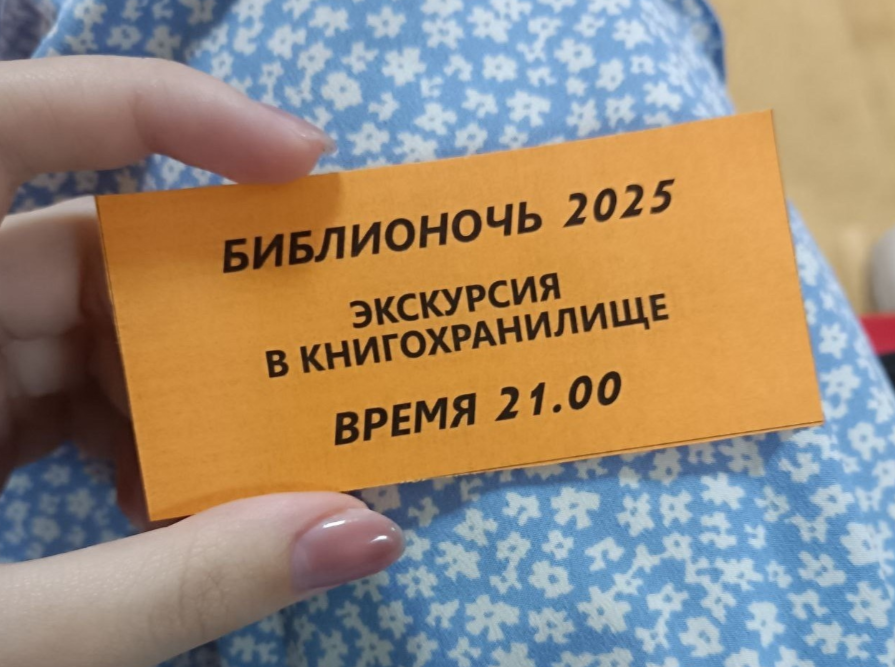 БИБЛИОНОЧЬ 2025
ЭКСКУРСИЯ
В КНИГОХРАНИЛИЩЕ
ВРЕМЯ 21.00